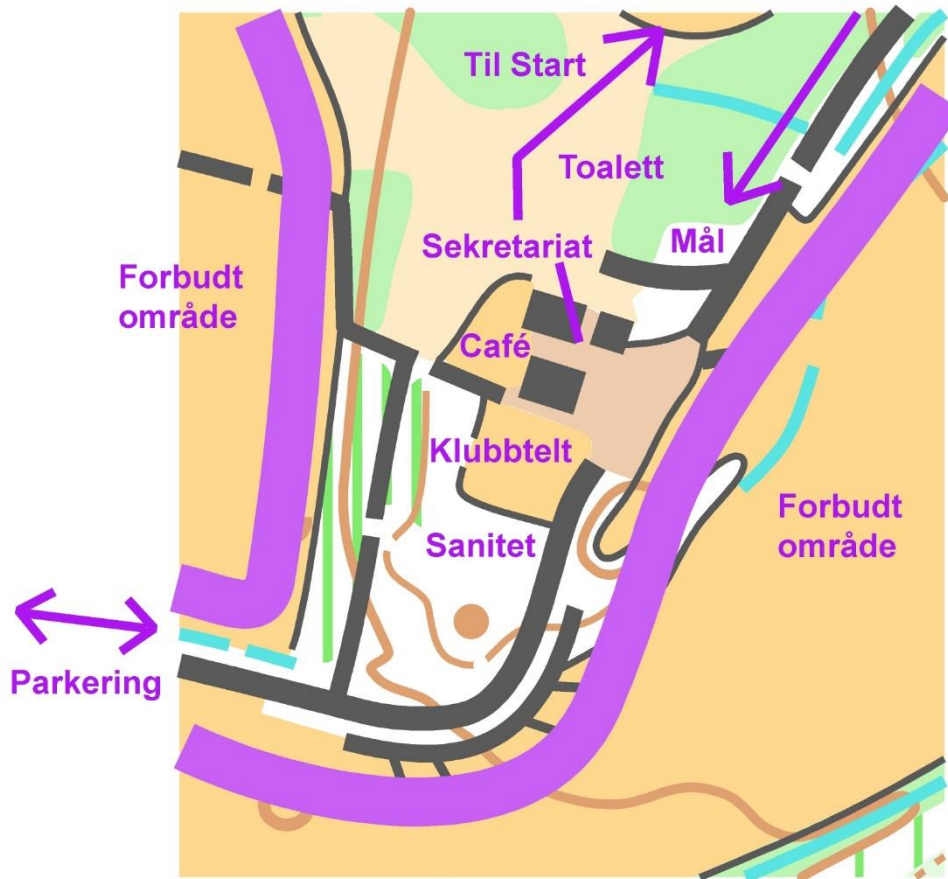 Til Start
Toalett
Sekretariat
Mål
Forbudt
område
Café
Klubbtelt
Sanitet
Forbudt
område
Parkering